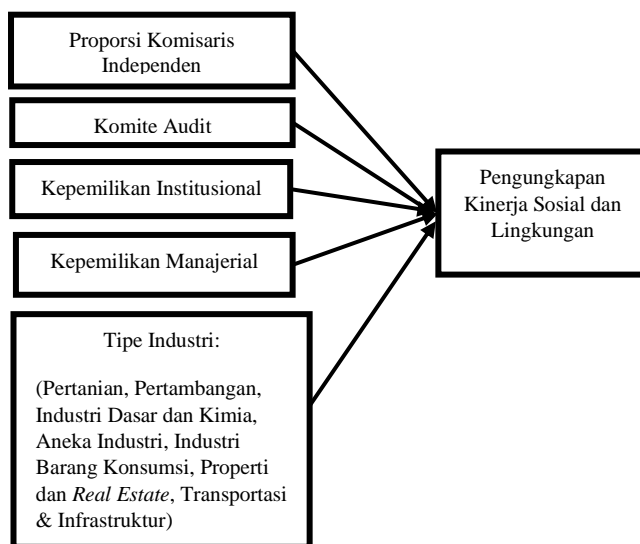 Proporsi Komisaris
Independen
Komite Audit
Kepemilikan Institusional
Kepemilikan Manajerial
Tipe Industri:
(Pertanian, Pertambangan,
Industri Dasar dan Kimia,
Aneka Industri, Industri
Barang Konsumsi, Properti
dan Real Estate, Transportasi
& Infrastruktur)
Pengungkapan
Kinerja Sosial dan
Lingkungan